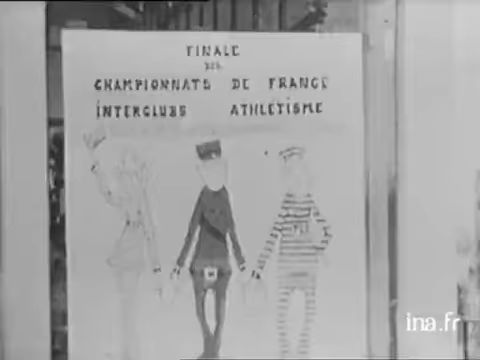 FINALE
DES
CHAMPIONNATS DE FRANCE
INTERCLUBS ATHLETISME
ina.fr